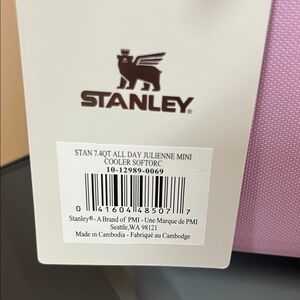 STANLEY®
STAN 7.4QT ALL DAY JULIENNE MINI
COOLER SOFTORC
10-12989-0069
0 41604 48507 7
Stanley® - A Brand of PMI - Une Marque de PMI
Seattle,WA 98121
Made in Cambodia - Fabriqué au Cambodge